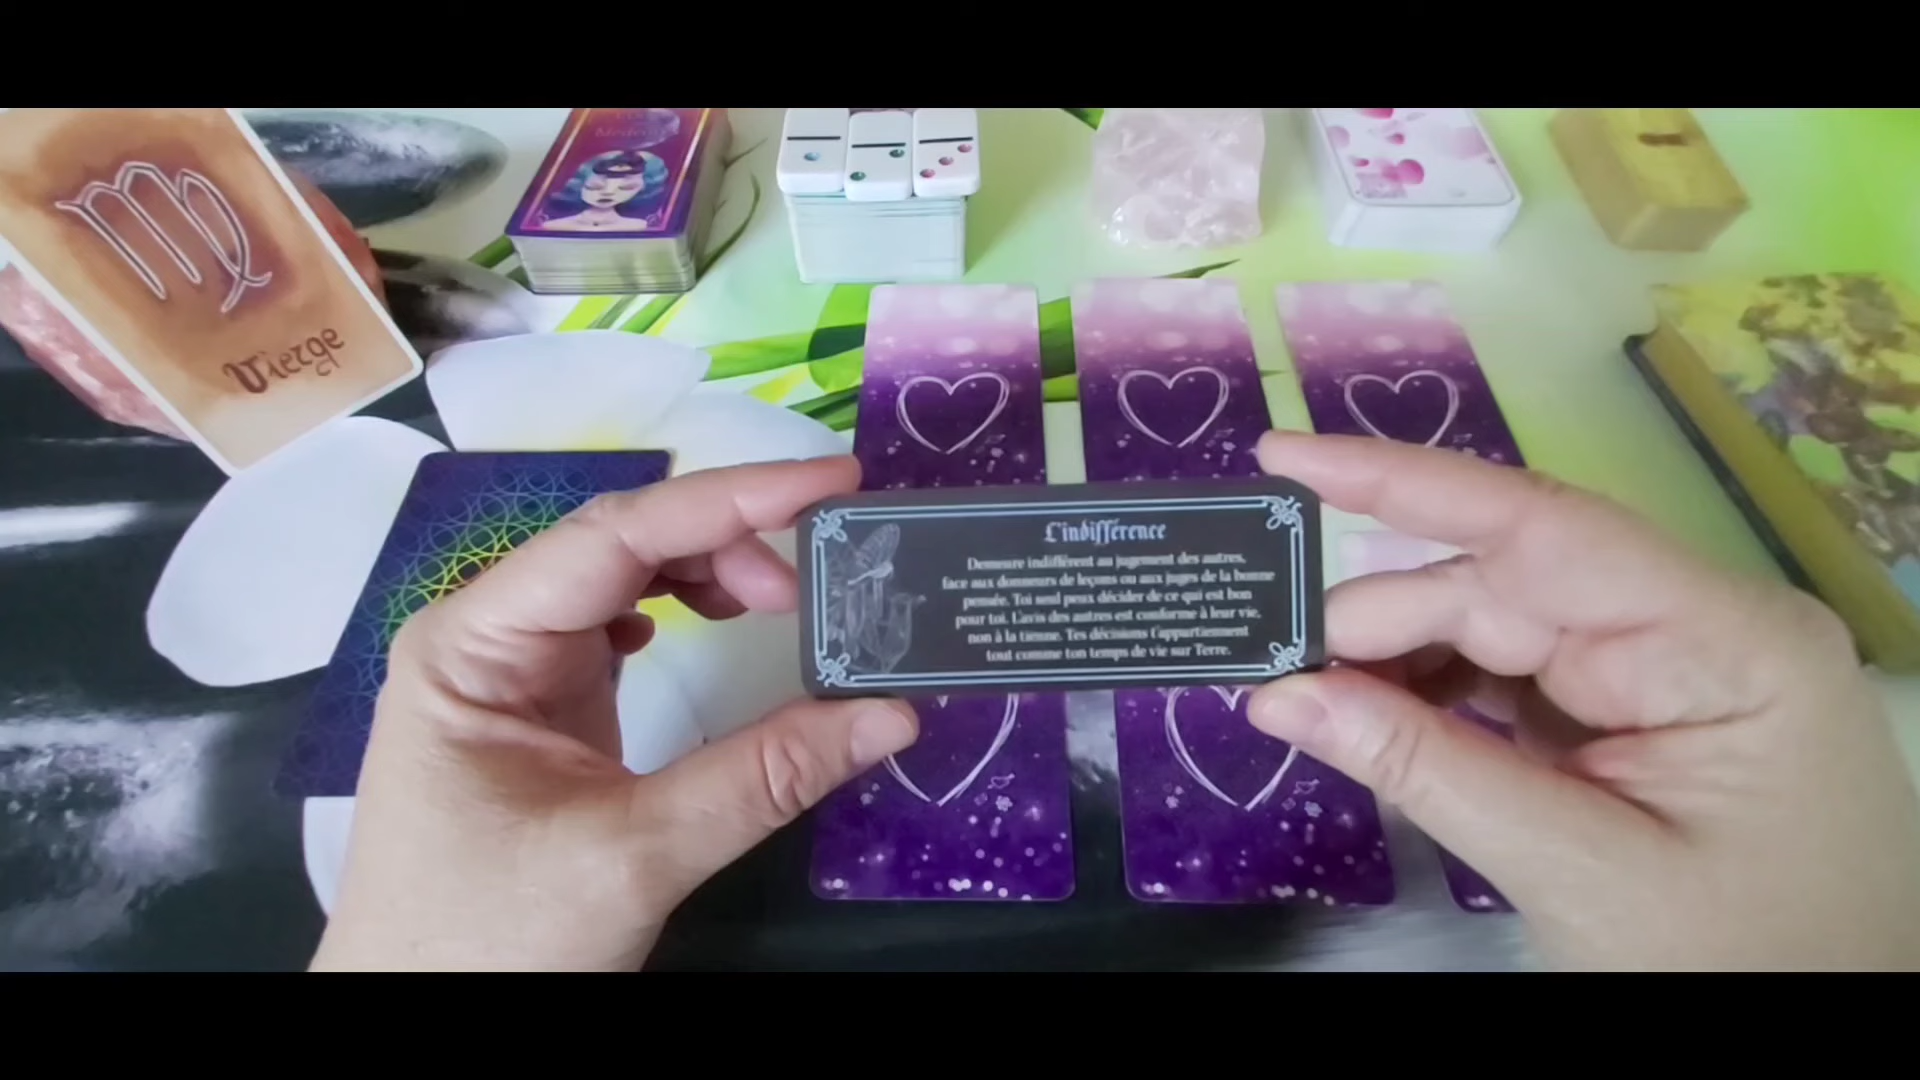 Vierge
L'indifférence
Demeure indifférent au jugement des autres,
face aux donneurs de leçons ou aux juges de la bonne
pensée. Toi seul peux décider de ce qui est bon
pour toi. L'avis des autres est conforme à leur vie,
non à la tienne. Tes décisions t'appartiennent
tout comme ton temps de vie sur Terre.